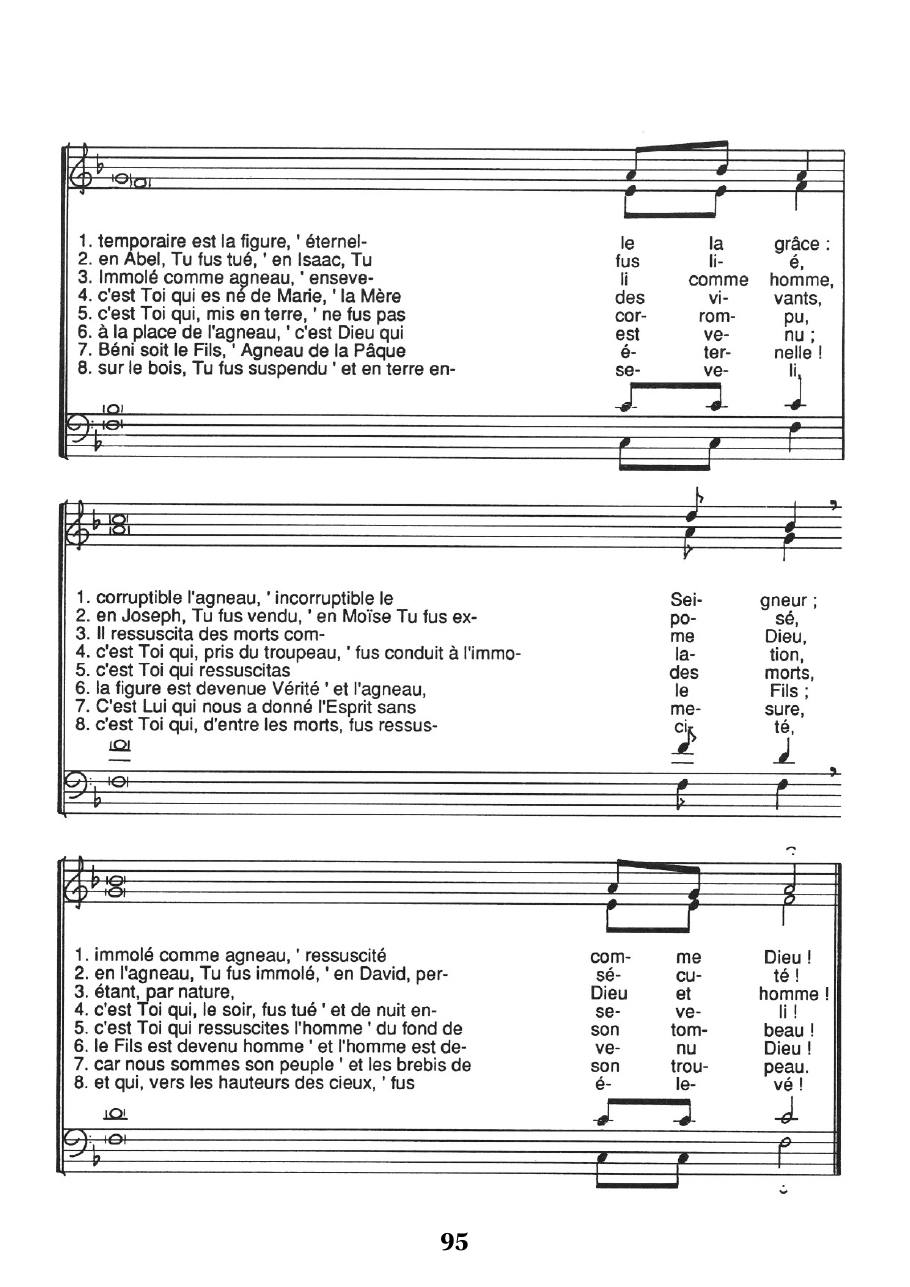 1. temporaire est la figure, ' éternel- le la grâce :
2. en Abel, Tu fus tué, ' en Isaac, Tu fus li- é,
3. Immolé comme agneau, ' enseve- li comme homme,
4. c'est Toi qui es né de Marie, ' la Mère des vi- vants,
5. c'est Toi qui, mis en terre, ' ne fus pas cor- rom- pu,
6. à la place de l'agneau, ' c'est Dieu qui est ve- nu ;
7. Béni soit le Fils, ' Agneau de la Pâque é- ter- nelle !
8. sur le bois, Tu fus suspendu ' et en terre en- se- ve- li,
1. corruptible l'agneau, ' incorruptible le Sei- gneur ;
2. en Joseph, Tu fus vendu, ' en Moïse Tu fus ex- po- sé,
3. Il ressuscita des morts com- me Dieu,
4. c'est Toi qui, pris du troupeau, ' fus conduit à l'immo- la- tion,
5. c'est Toi qui ressuscitas des morts,
6. la figure est devenue Vérité ' et l'agneau, le Fils ;
7. C'est Lui qui nous a donné l'Esprit sans me- sure,
8. c'est Toi qui, d'entre les morts, fus ressus- ci- té,
1. immolé comme agneau, ' ressuscité com- me Dieu !
2. en l'agneau, Tu fus immolé, ' en David, per- sé- cu- té !
3. étant, par nature, Dieu et homme !
4. c'est Toi qui, le soir, fus tué ' et de nuit en- se- ve- li !
5. c'est Toi qui ressuscites l'homme ' du fond de son tom- beau !
6. le Fils est devenu homme ' et l'homme est de- ve- nu Dieu !
7. car nous sommes son peuple ' et les brebis de son trou- peau.
8. et qui, vers les hauteurs des cieux, ' fus é- le- vé !
95